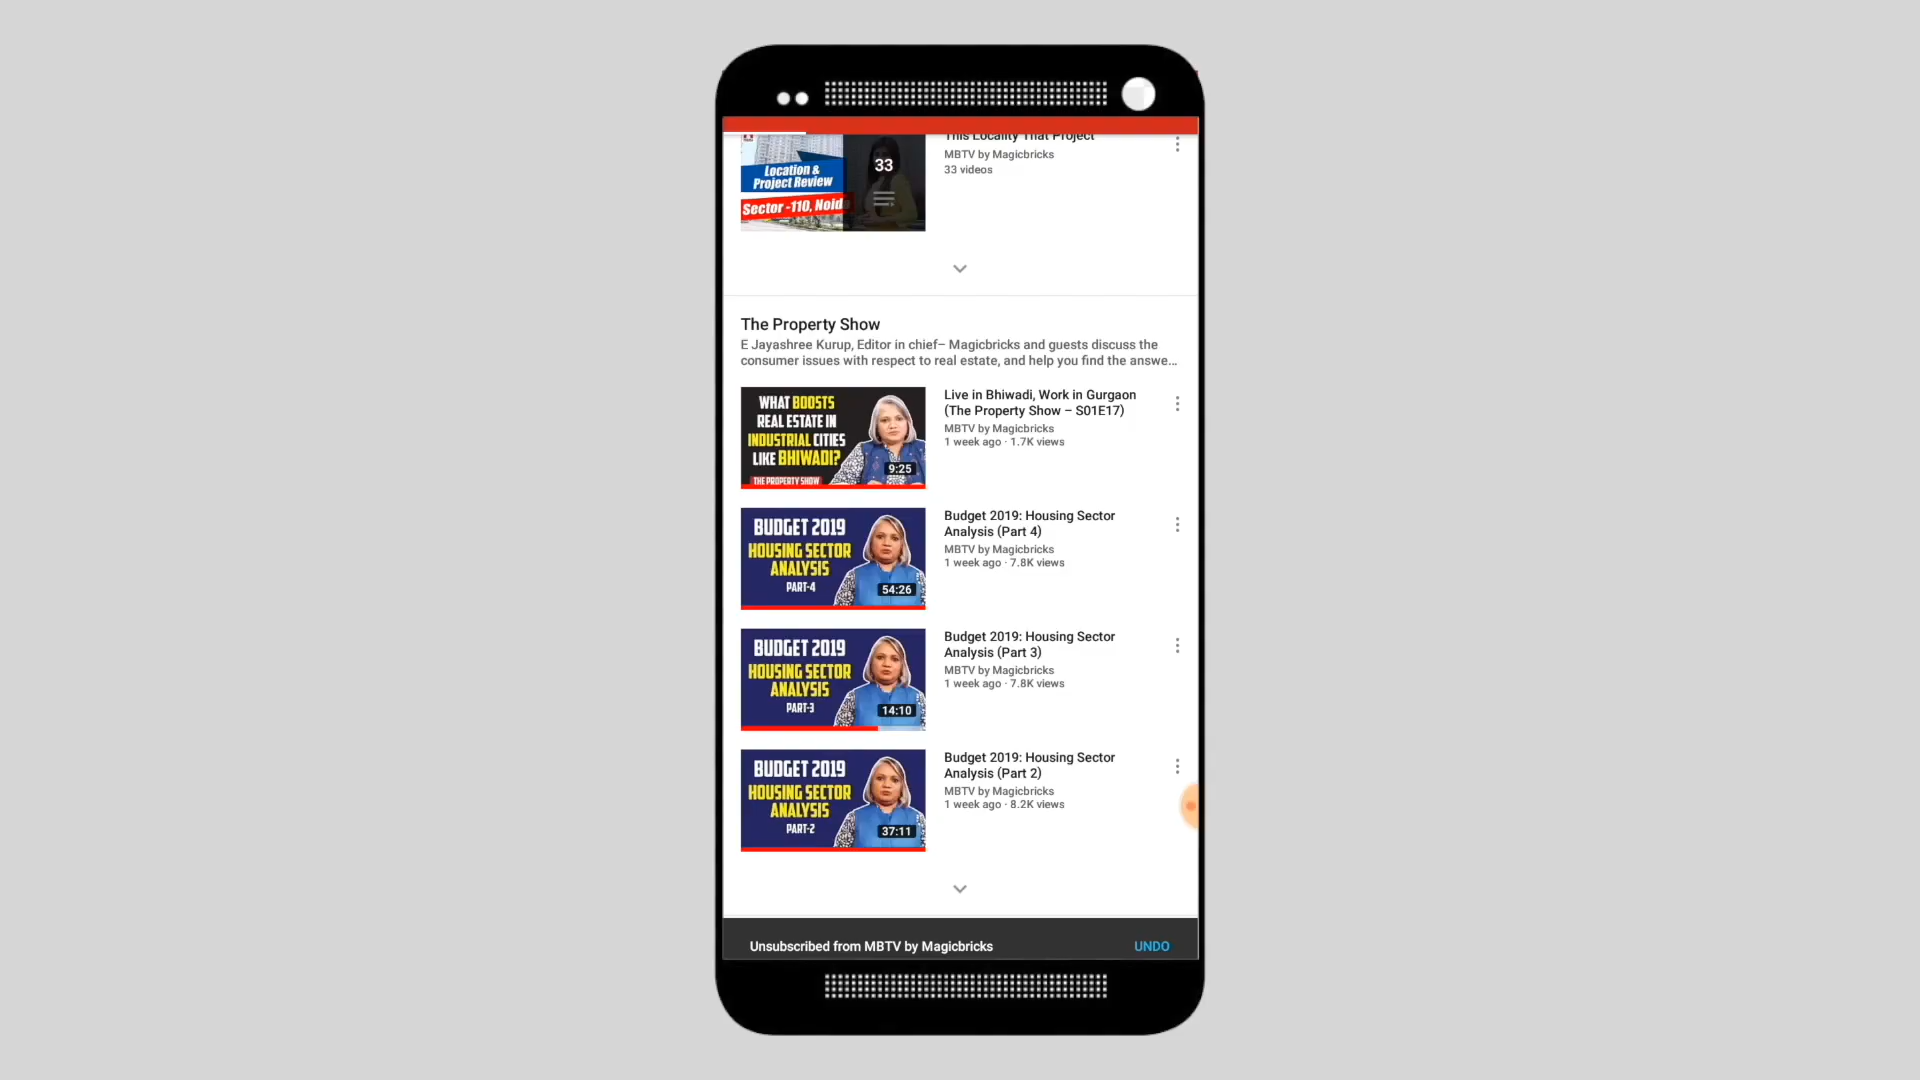 This Locality That Project
MBTV by Magicbricks
33 videos
33
Location &
Project Review
Sector -110, Noida
The Property Show
E Jayashree Kurup, Editor in chief– Magicbricks and guests discuss the
consumer issues with respect to real estate, and help you find the answe...
WHAT BOOSTS
REAL ESTATE IN
INDUSTRIAL CITIES
LIKE BHIWADI?
THE PROPERTY SHOW
9:25
Live in Bhiwadi, Work in Gurgaon
(The Property Show – S01E17)
MBTV by Magicbricks
1 week ago · 1.7K views
BUDGET 2019
HOUSING SECTOR
ANALYSIS
PART-4
54:26
Budget 2019: Housing Sector
Analysis (Part 4)
MBTV by Magicbricks
1 week ago · 7.8K views
BUDGET 2019
HOUSING SECTOR
ANALYSIS
PART-3
14:10
Budget 2019: Housing Sector
Analysis (Part 3)
MBTV by Magicbricks
1 week ago · 7.8K views
BUDGET 2019
HOUSING SECTOR
ANALYSIS
PART-2
37:11
Budget 2019: Housing Sector
Analysis (Part 2)
MBTV by Magicbricks
1 week ago · 8.2K views
Unsubscribed from MBTV by Magicbricks
UNDO